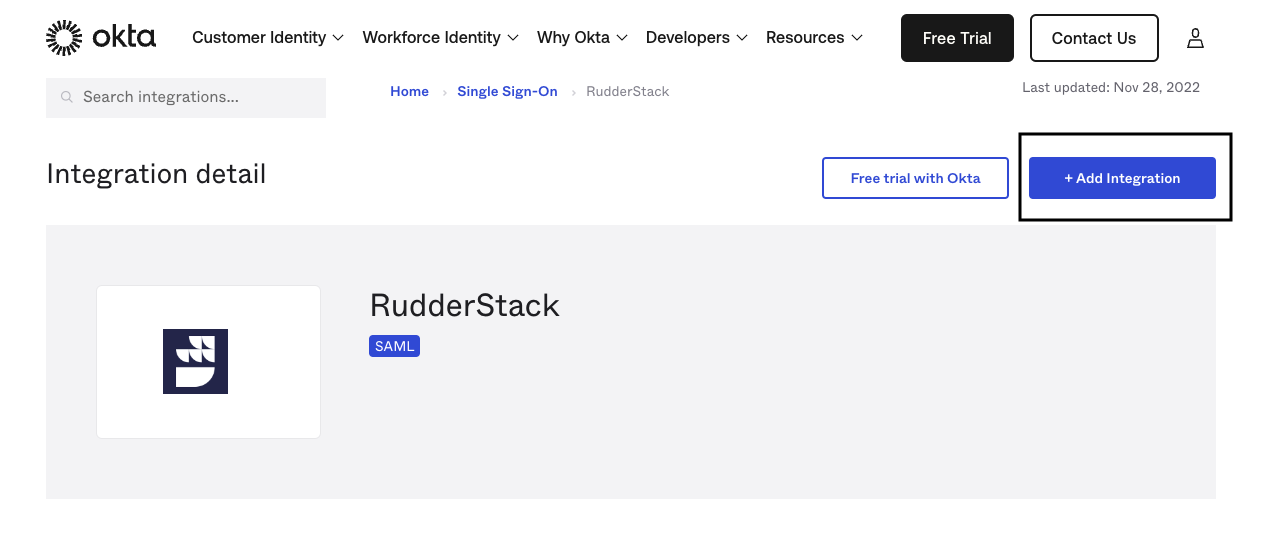 okta Customer Identity Workforce Identity Why Okta Developers Resources Free Trial Contact Us
Search integrations... Home › Single Sign-On › RudderStack Last updated: Nov 28, 2022
Integration detail Free trial with Okta + Add Integration
RudderStack
SAML